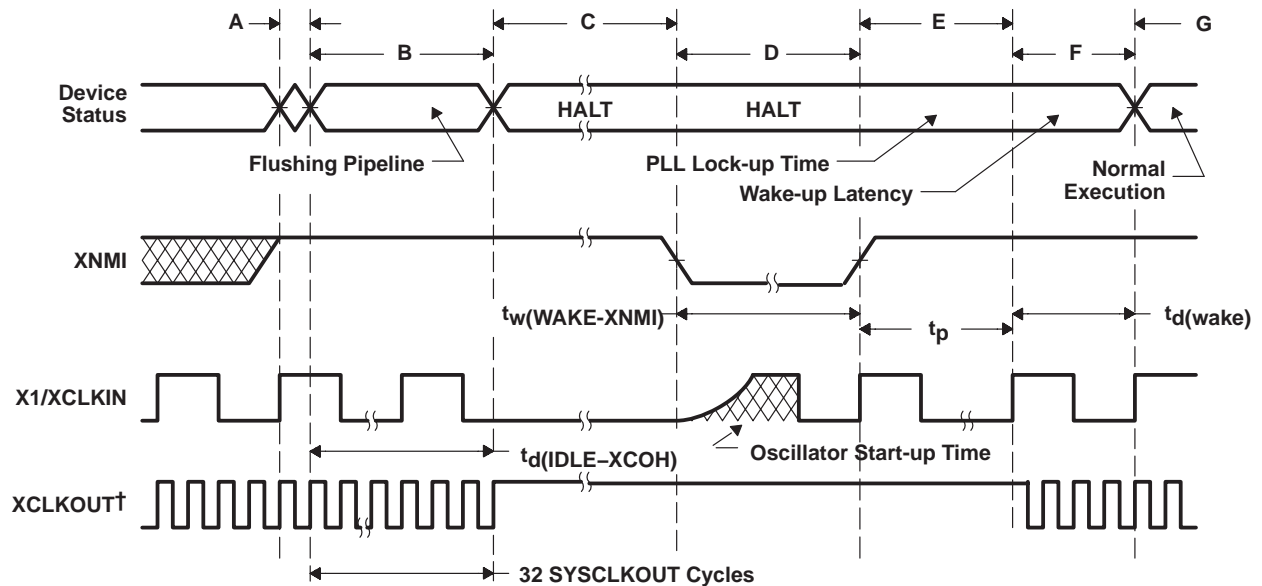 A
B
C
D
E
F
G
Device
Status
HALT
HALT
Flushing Pipeline
PLL Lock-up Time
Wake-up Latency
Normal
Execution
XNMI
tw(WAKE-XNMI)
tp
td(wake)
X1/XCLKIN
Oscillator Start-up Time
td(IDLE–XCOH)
XCLKOUT†
32 SYSCLKOUT Cycles